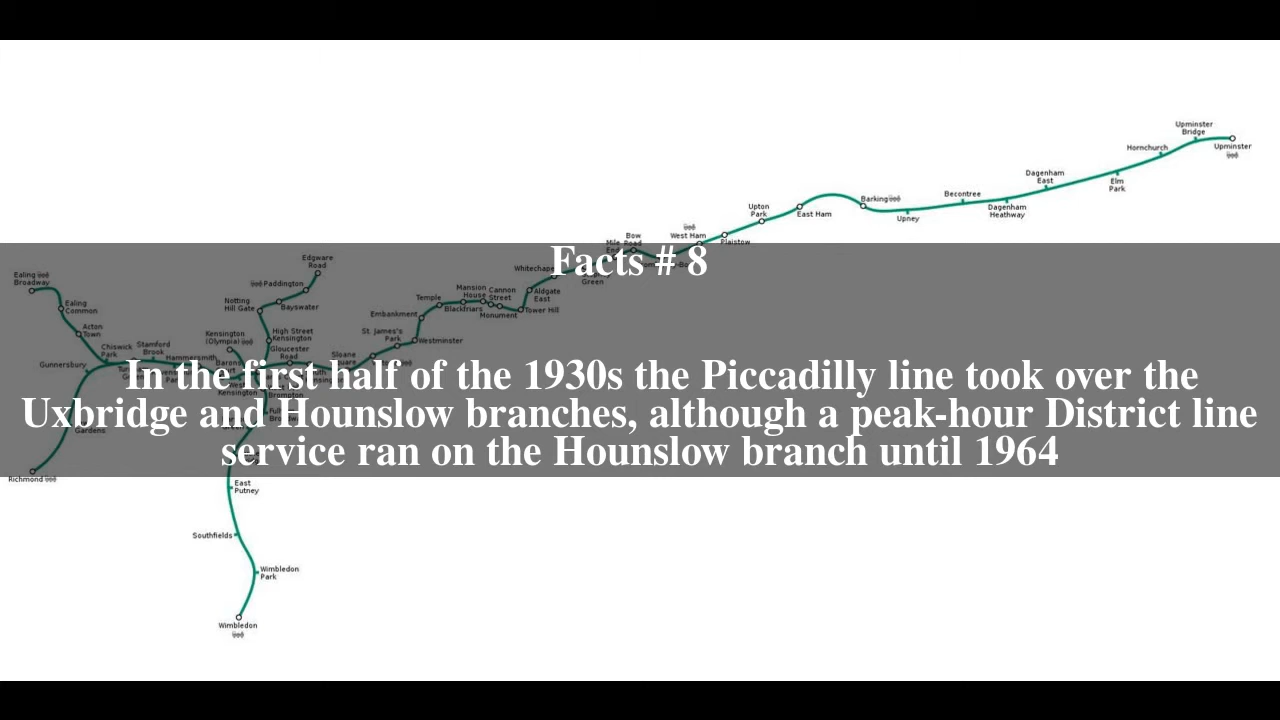 Upminster
Bridge
Upminster
Hornchurch
Elm
Park
Dagenham
East
Dagenham
Heathway
Becontree
Upney
Barking
East Ham
Upton
Park
Plaistow
West Ham
Bow
Road
Mile
Facts # 8
Green
Whitechapel
Aldgate
East
Tower Hill
Monument
Cannon
Street
Mansion
House
Blackfriars
Temple
Embankment
Westminster
St. James's
Park
Sloane
Edgware
Road
Paddington
Bayswater
Notting
Hill Gate
High Street
Kensington
Kensington
(Olympia)
Gloucester
Road
Barons
Hammersmith
Stamford
Brook
Chiswick
Park
Acton
Town
Ealing
Common
Ealing
Broadway
Gunnersbury
In the first half of the 1930s the Piccadilly line took over the
Uxbridge and Hounslow branches, although a peak-hour District line
service ran on the Hounslow branch until 1964
Kensington
Brompton
Gardens
Richmond
East
Putney
Southfields
Wimbledon
Park
Wimbledon